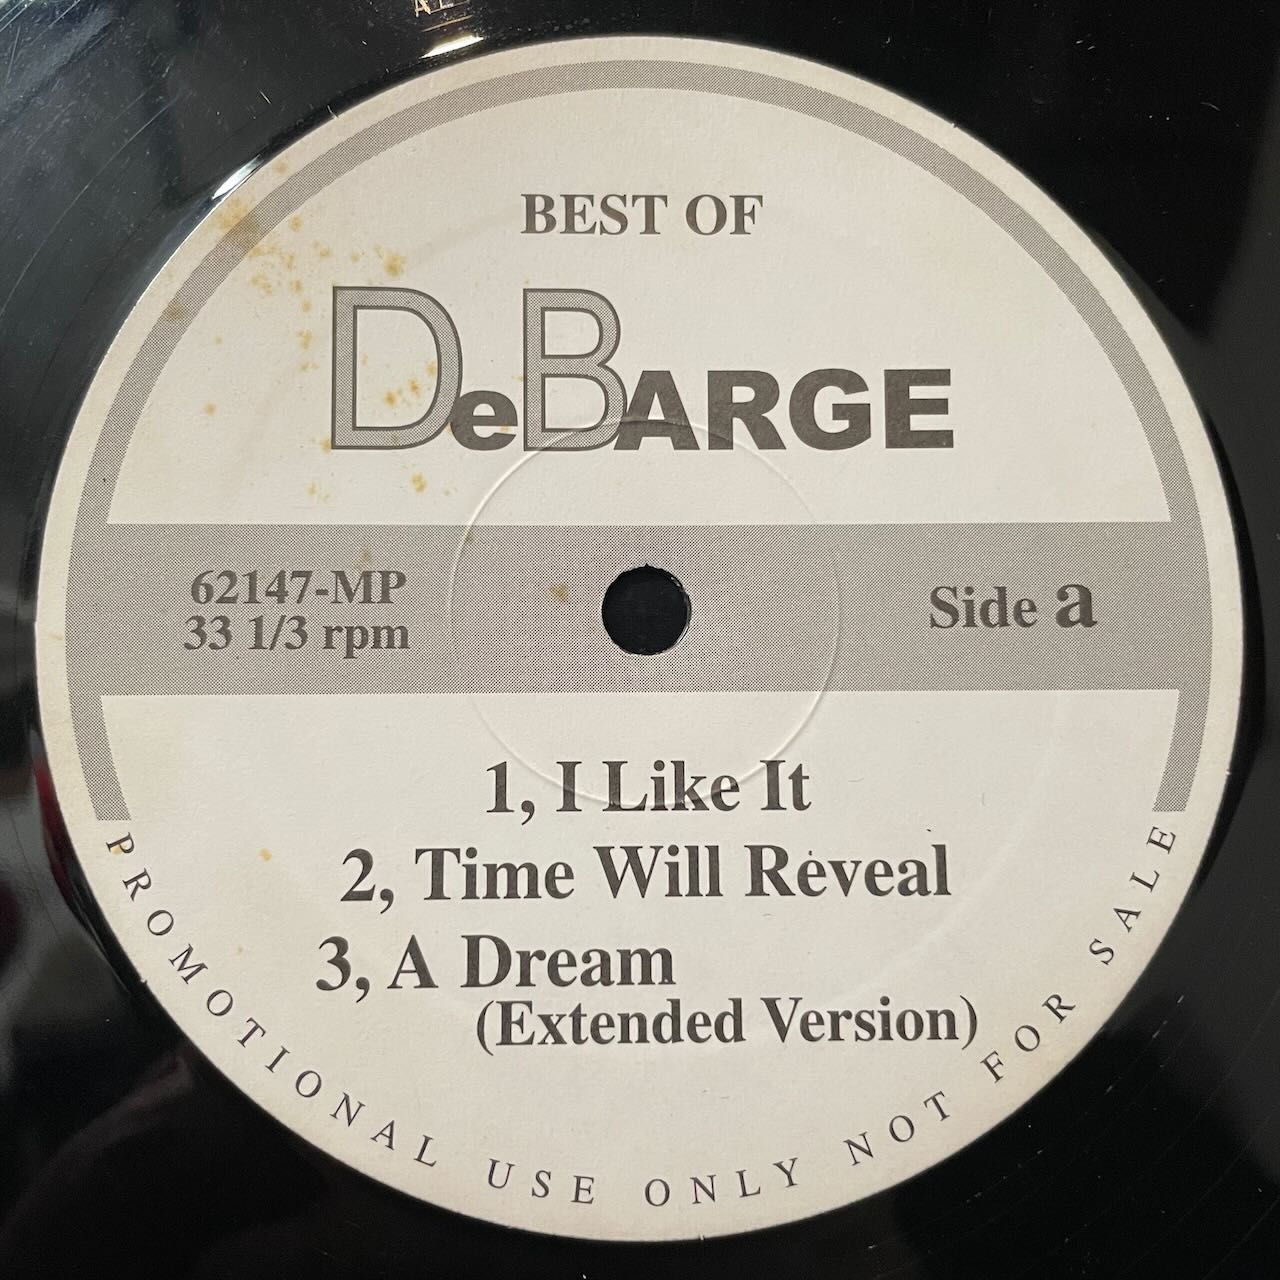 BEST OF
DeBARGE
62147-MP
33 1/3 rpm
Side a
1, I Like It
2, Time Will Reveal
3, A Dream
(Extended Version)
PROMOTIONAL USE ONLY NOT FOR SALE